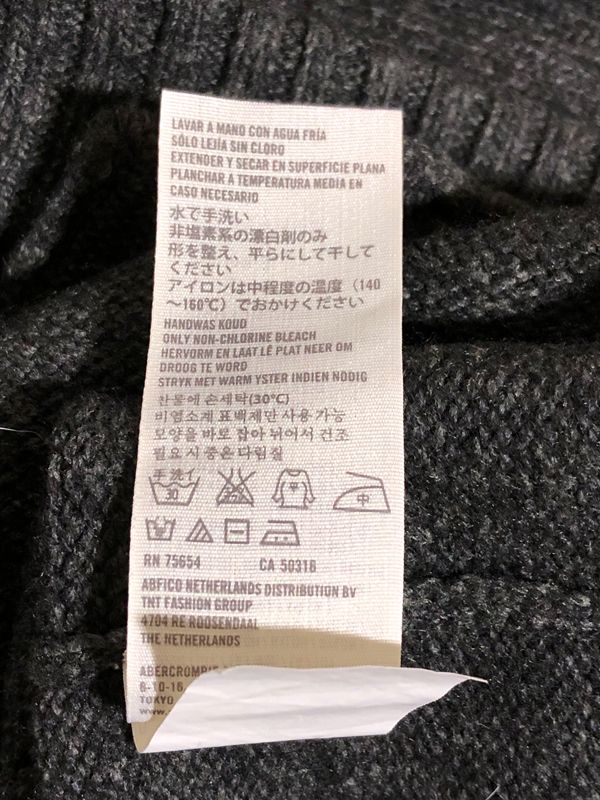 LAVAR A MANO CON AGUA FRÍA
SÓLO LEJÍA SIN CLORO
EXTENDER Y SECAR EN SUPERFICIE PLANA
PLANCHAR A TEMPERATURA MEDIA EN
CASO NECESARIO
水で手洗い
非塩素系の漂白剤のみ
形を整え、平らにして干して
ください
アイロンは中程度の温度（140
～160℃）でおかけください
HANDWAS KOUD
ONLY NON-CHLORINE BLEACH
HERVORM EN LAAT LÊ PLAT NEER OM
DROOG TE WORD
STRYK MET WARM YSTER INDIEN NODIG
찬물에 손세탁(30℃)
비염소계 표백제만 사용 가능
모양을 바로 잡아 뉘어서 건조
필요시 중온 다림질
手洗イ
30
平
中
RN 75654 CA 50316
ABFICO NETHERLANDS DISTRIBUTION BV
TNT FASHION GROUP
4704 RE ROOSENDAAL
THE NETHERLANDS
ABERCROMBIE
6-10-16
TOKYO